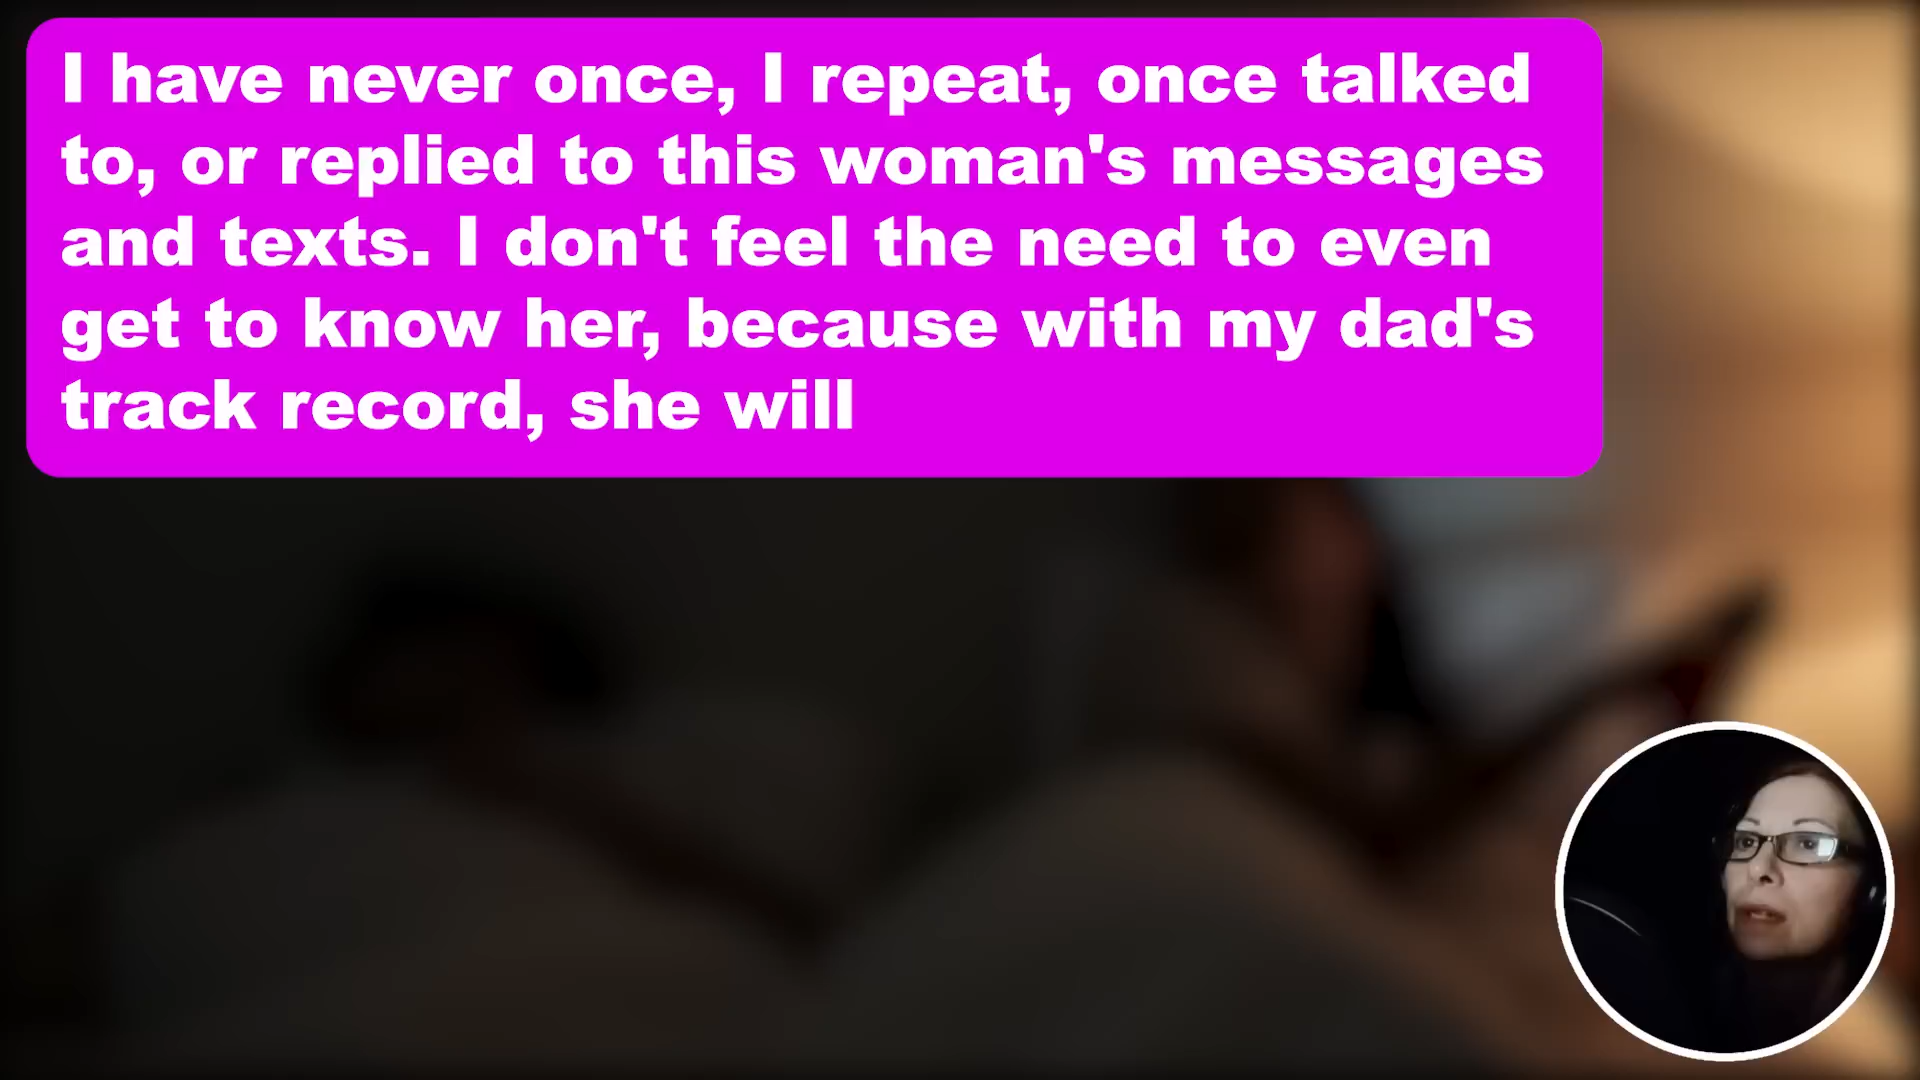 I have never once, I repeat, once talked
to, or replied to this woman's messages
and texts. I don't feel the need to even
get to know her, because with my dad's
track record, she will